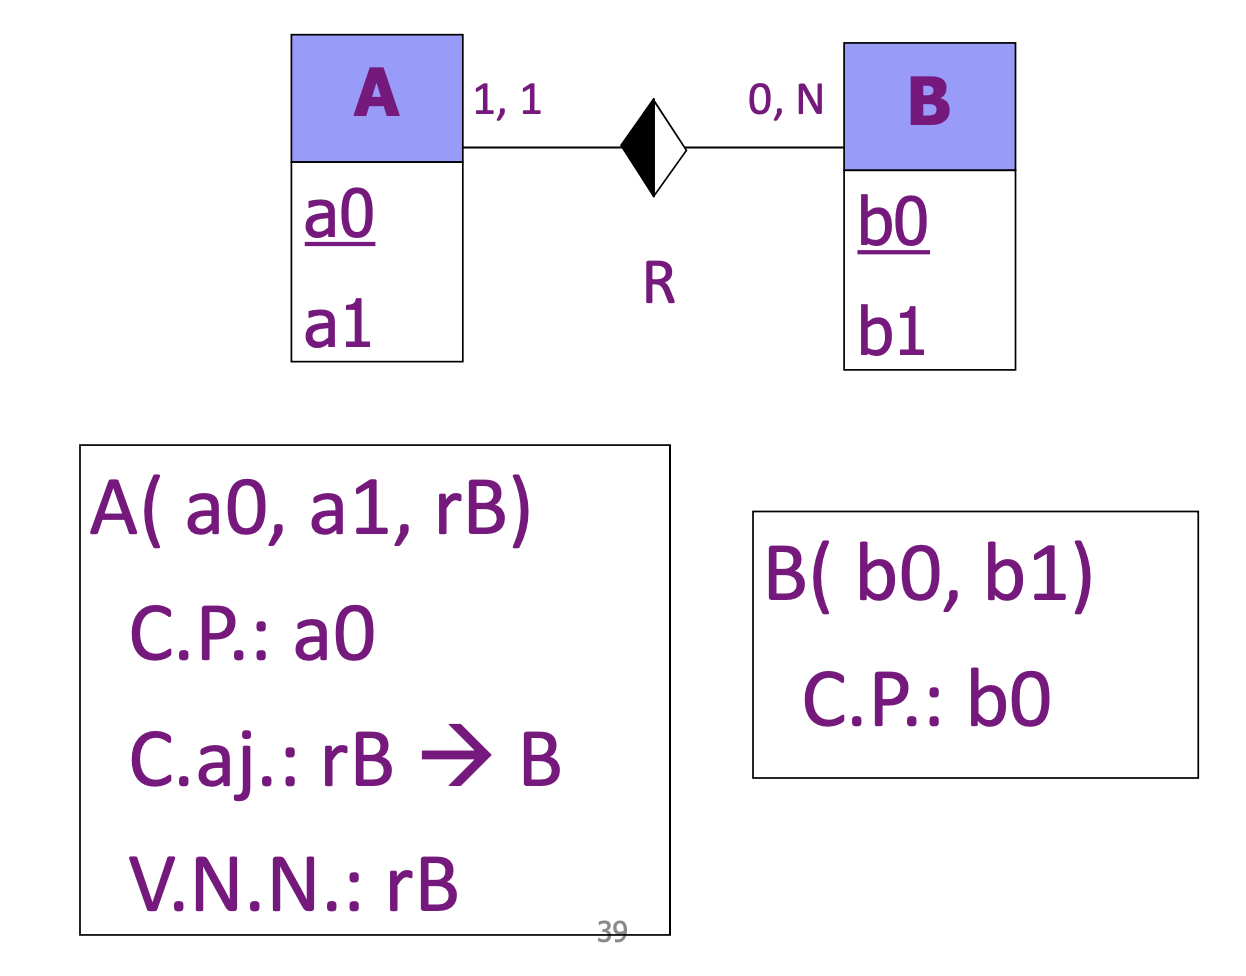 A
1, 1
0, N
B
a0
a1
R
b0
b1
A( a0, a1, rB)
C.P.: a0
C.aj.: rB → B
V.N.N.: rB
B( b0, b1)
C.P.: b0
39